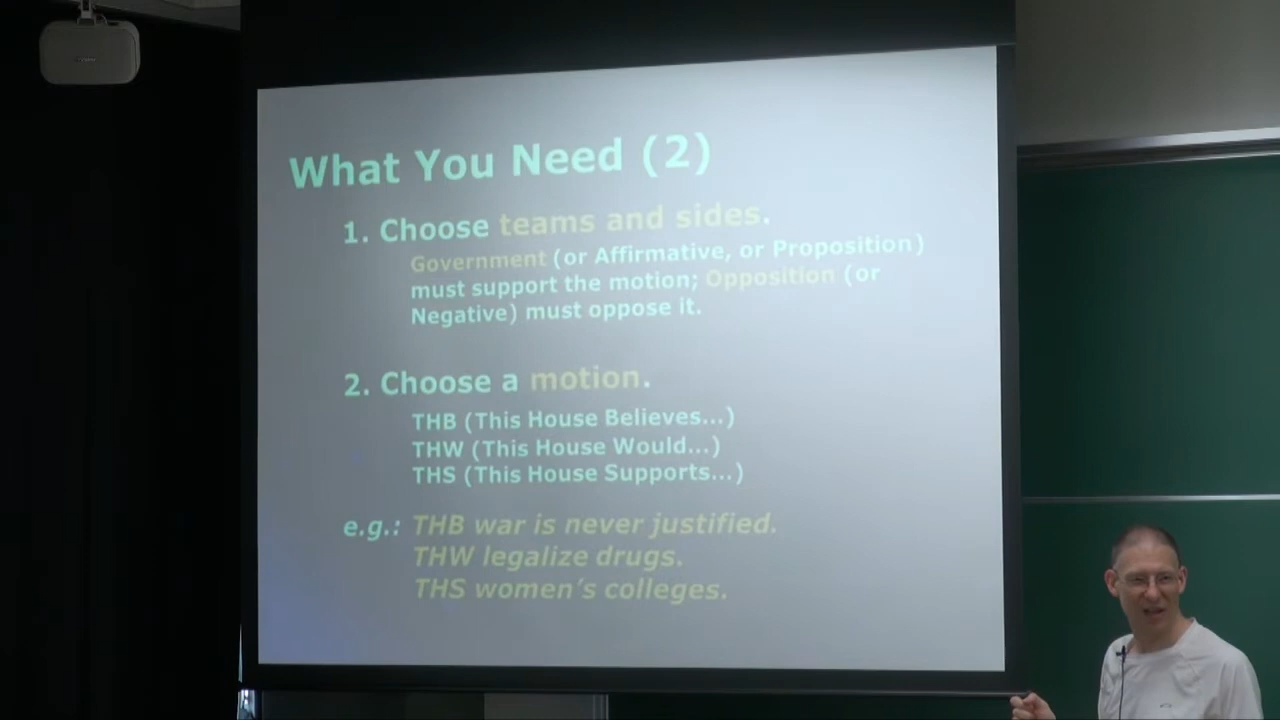 What You Need (2)
1. Choose teams and sides.
Government (or Affirmative, or Proposition)
must support the motion; Opposition (or
Negative) must oppose it.
2. Choose a motion.
THB (This House Believes...)
THW (This House Would...)
THS (This House Supports...)
e.g.: THB war is never justified.
THW legalize drugs.
THS women's colleges.